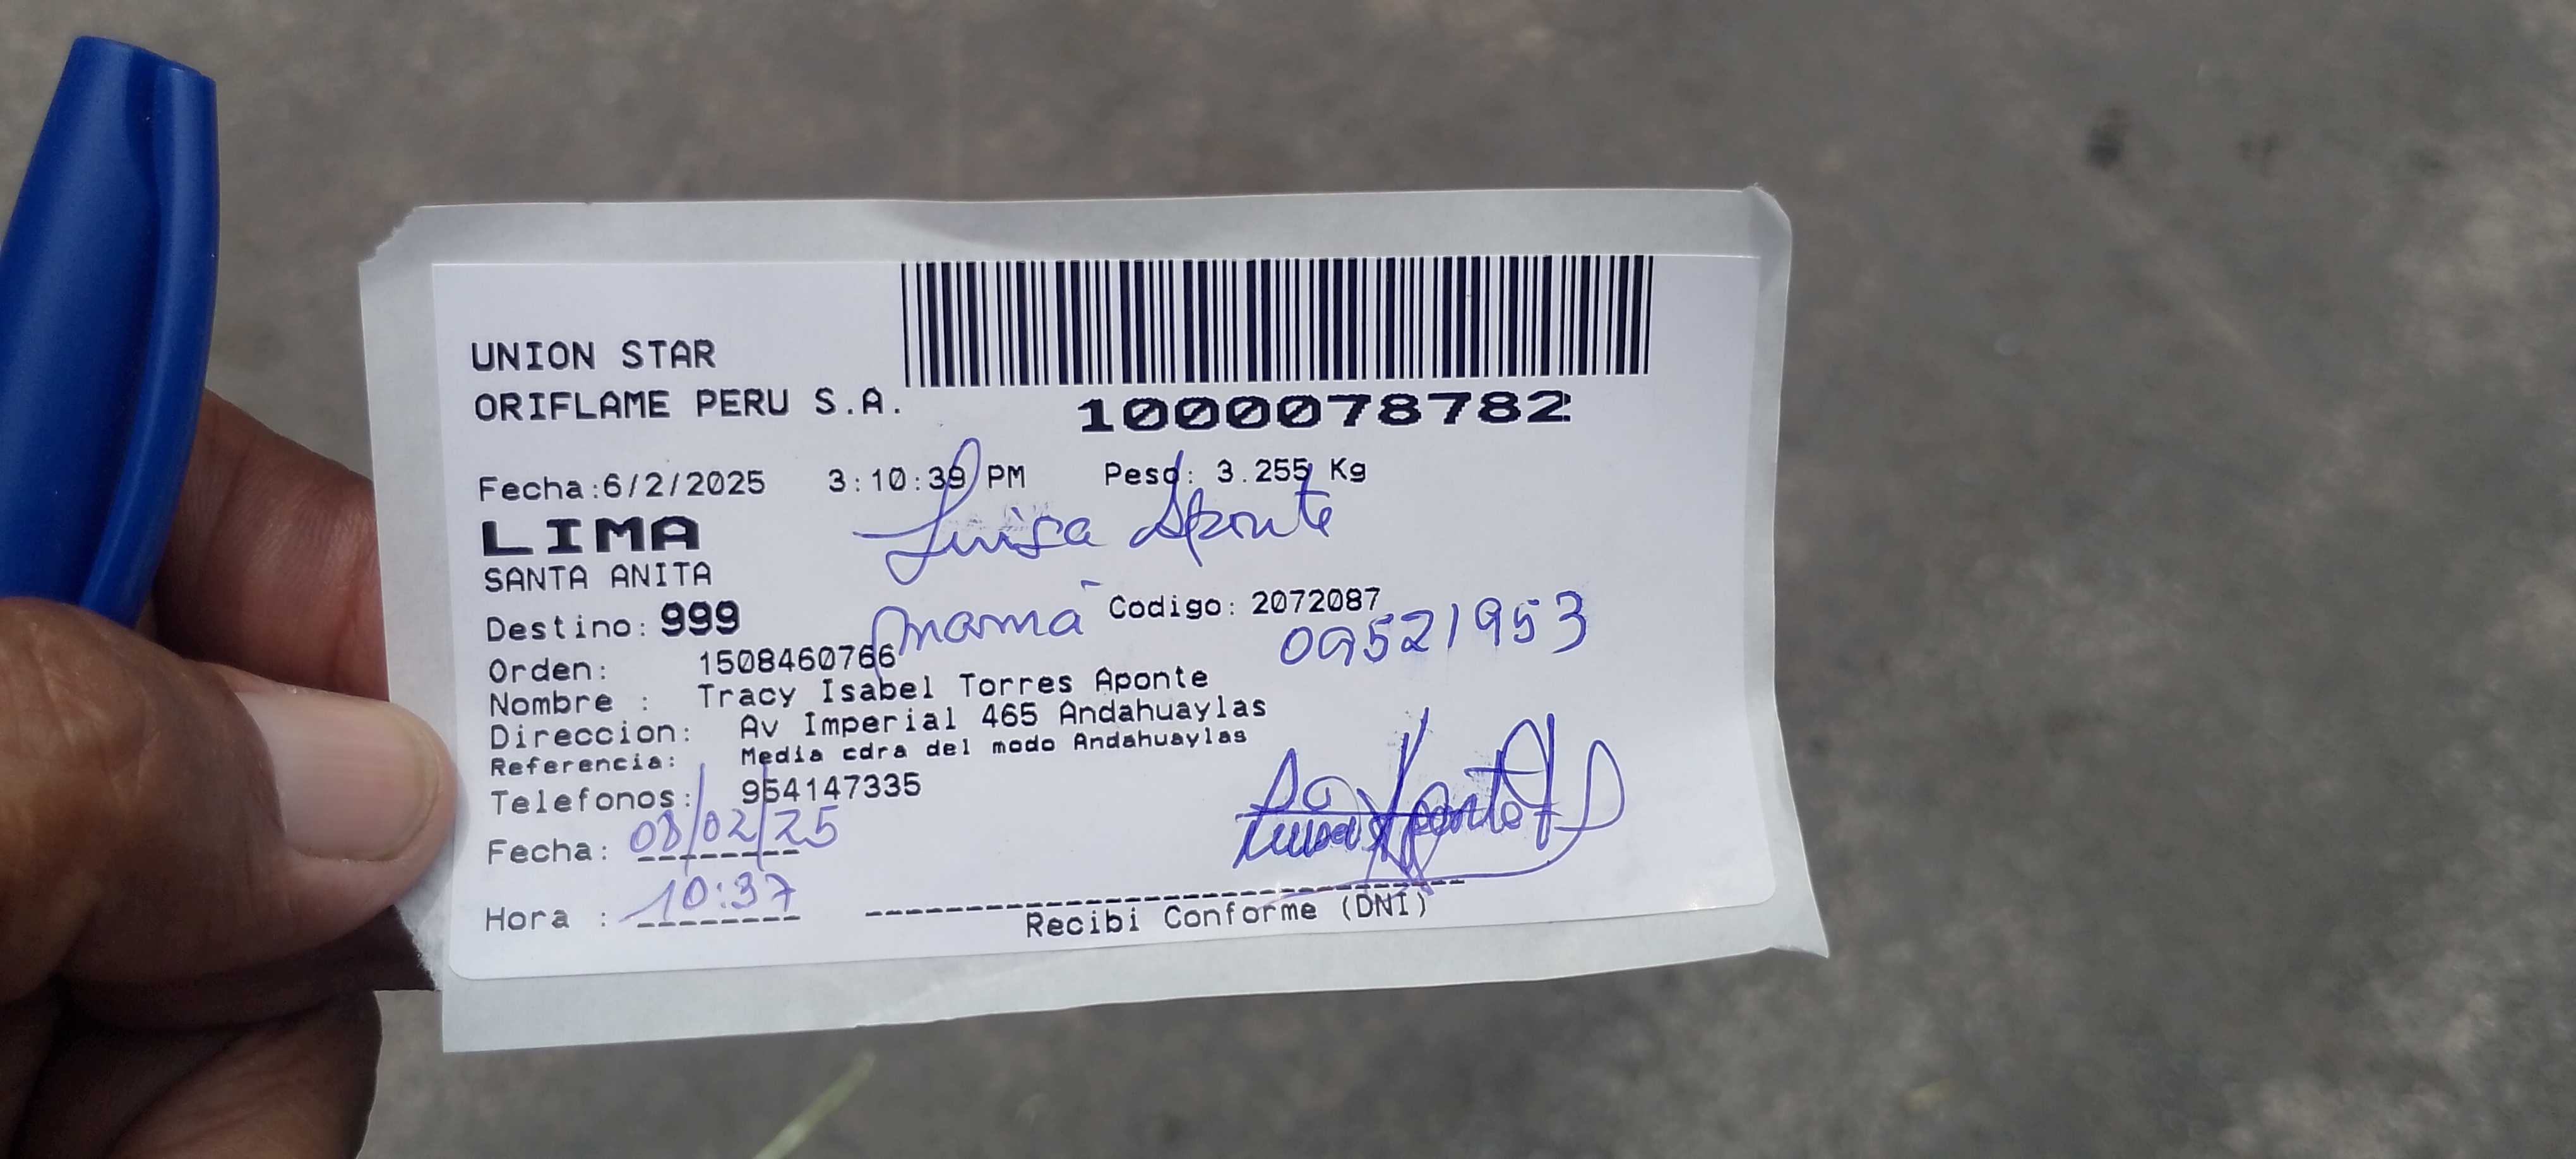 UNION STAR
ORIFLAME PERU S.A.
1000078782
Fecha:6/2/2025 3:10:39 PM Peso: 3.255 Kg
LIMA
Luisa Aponte
SANTA ANITA
Destino: 999
mamá
Codigo: 2072087
09521953
Orden: 1508460766
Nombre : Tracy Isabel Torres Aponte
Direccion: Av Imperial 465 Andahuaylas
Referencia: Media cdra del modo Andahuaylas
Telefonos: 954147335
Fecha: 08/02/25
Hora : 10:37
Recibi Conforme (DNI)